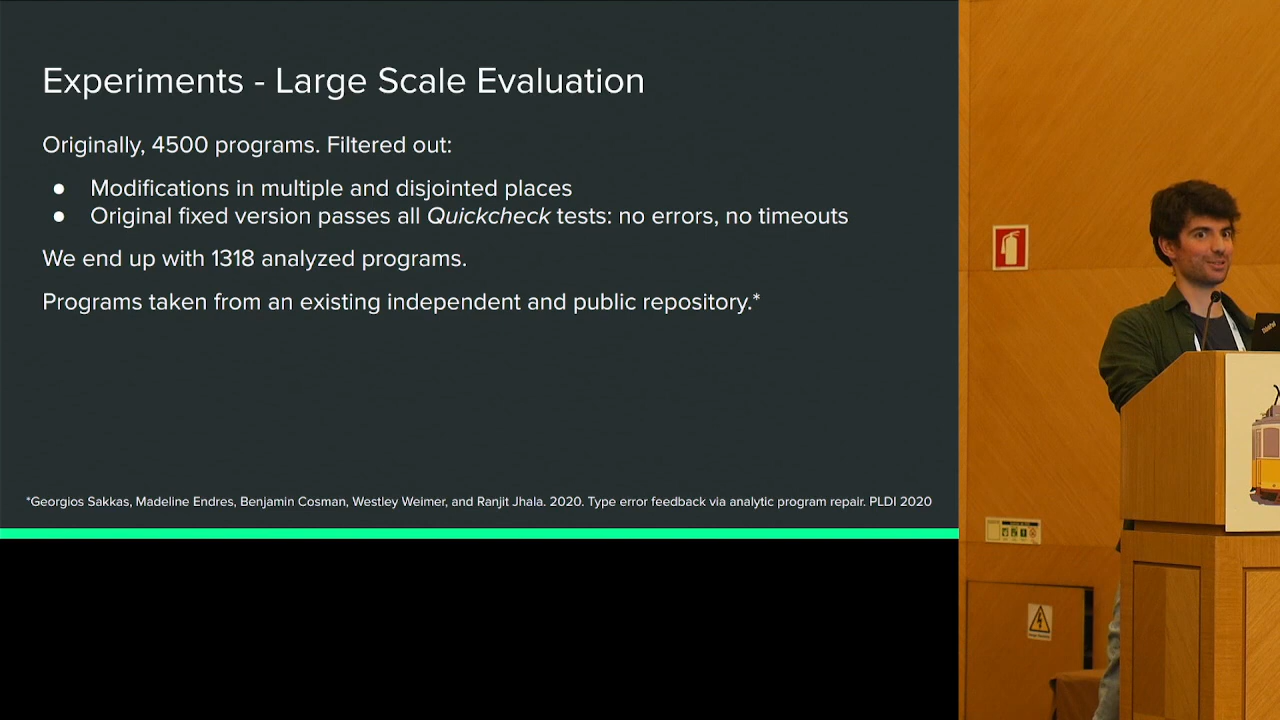 Experiments - Large Scale Evaluation
Originally, 4500 programs. Filtered out:
● Modifications in multiple and disjointed places
● Original fixed version passes all Quickcheck tests: no errors, no timeouts
We end up with 1318 analyzed programs.
Programs taken from an existing independent and public repository.*
*Georgios Sakkas, Madeline Endres, Benjamin Cosman, Westley Weimer, and Ranjit Jhala. 2020. Type error feedback via analytic program repair. PLDI 2020
ThinkPad